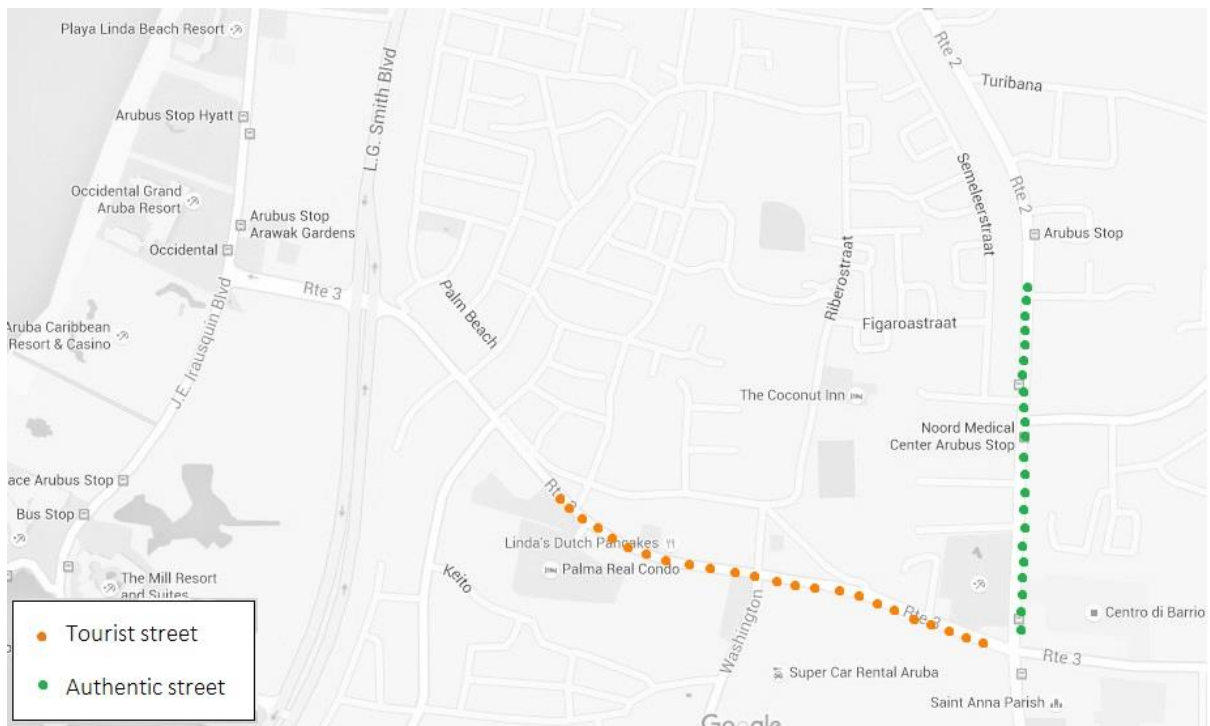 Playa Linda Beach Resort
Rte 2
Turibana
Arubus Stop Hyatt
L.G. Smith Blvd
Semeleerstraat
Rte 2
Occidental Grand
Aruba Resort
Arubus Stop
Arawak Gardens
Occidental
Arubus Stop
Rte 3
Palm Beach
Riberostraat
Figaroastraat
Aruba Caribbean
Resort & Casino
J.E. Irausquin Blvd
The Coconut Inn
Noord Medical
Center Arubus Stop
ace Arubus Stop
Bus Stop
Rte 3
Linda's Dutch Pangakes
Palma Real Condo
Keito
The Mill Resort
and Suites
Washington
Rte 3
Centro di Barrio
Tourist street
Authentic street
Rte 3
Super Car Rental Aruba
Saint Anna Parish
Google